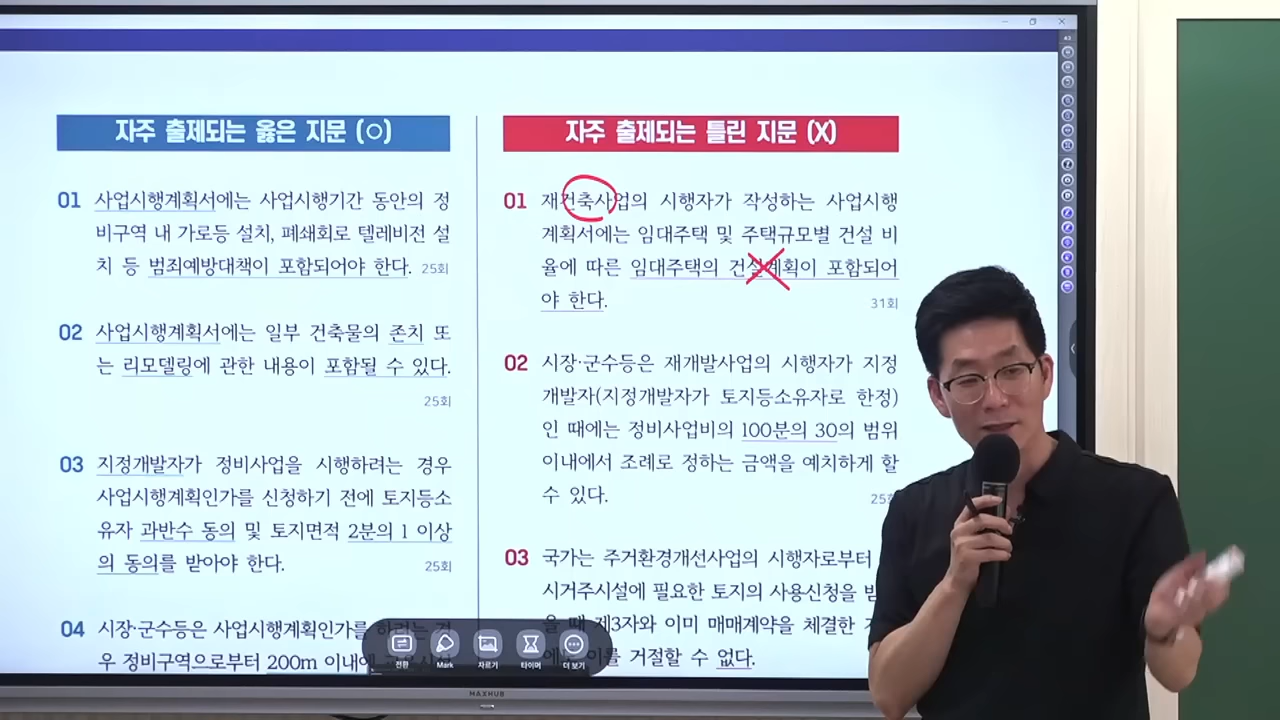 자주 출제되는 옳은 지문 (○)
01 사업시행계획서에는 사업시행기간 동안의 정
비구역 내 가로등 설치, 폐쇄회로 텔레비전 설
치 등 범죄예방대책이 포함되어야 한다. 25회
02 사업시행계획서에는 일부 건축물의 존치 또
는 리모델링에 관한 내용이 포함될 수 있다.
25회
03 지정개발자가 정비사업을 시행하려는 경우
사업시행계획인가를 신청하기 전에 토지등소
유자 과반수 동의 및 토지면적 2분의 1 이상
의 동의를 받아야 한다. 25회
04 시장·군수등은 사업시행계획인가를 하려는 경
우 정비구역으로부터 200m 이내에
자주 출제되는 틀린 지문 (X)
01 재건축사업의 시행자가 작성하는 사업시행
계획서에는 임대주택 및 주택규모별 건설 비
율에 따른 임대주택의 건설계획이 포함되어
야 한다. 31회
02 시장·군수등은 재개발사업의 시행자가 지정
개발자(지정개발자가 토지등소유자로 한정)
인 때에는 정비사업비의 100분의 30의 범위
이내에서 조례로 정하는 금액을 예치하게 할
수 있다. 25회
03 국가는 주거환경개선사업의 시행자로부터
시거주시설에 필요한 토지의 사용신청을
을 때 제3자와 이미 매매계약을 체결한
이를 거절할 수 없다.
전환
Mark
자르기
타이머
더 보기
MAXHUB